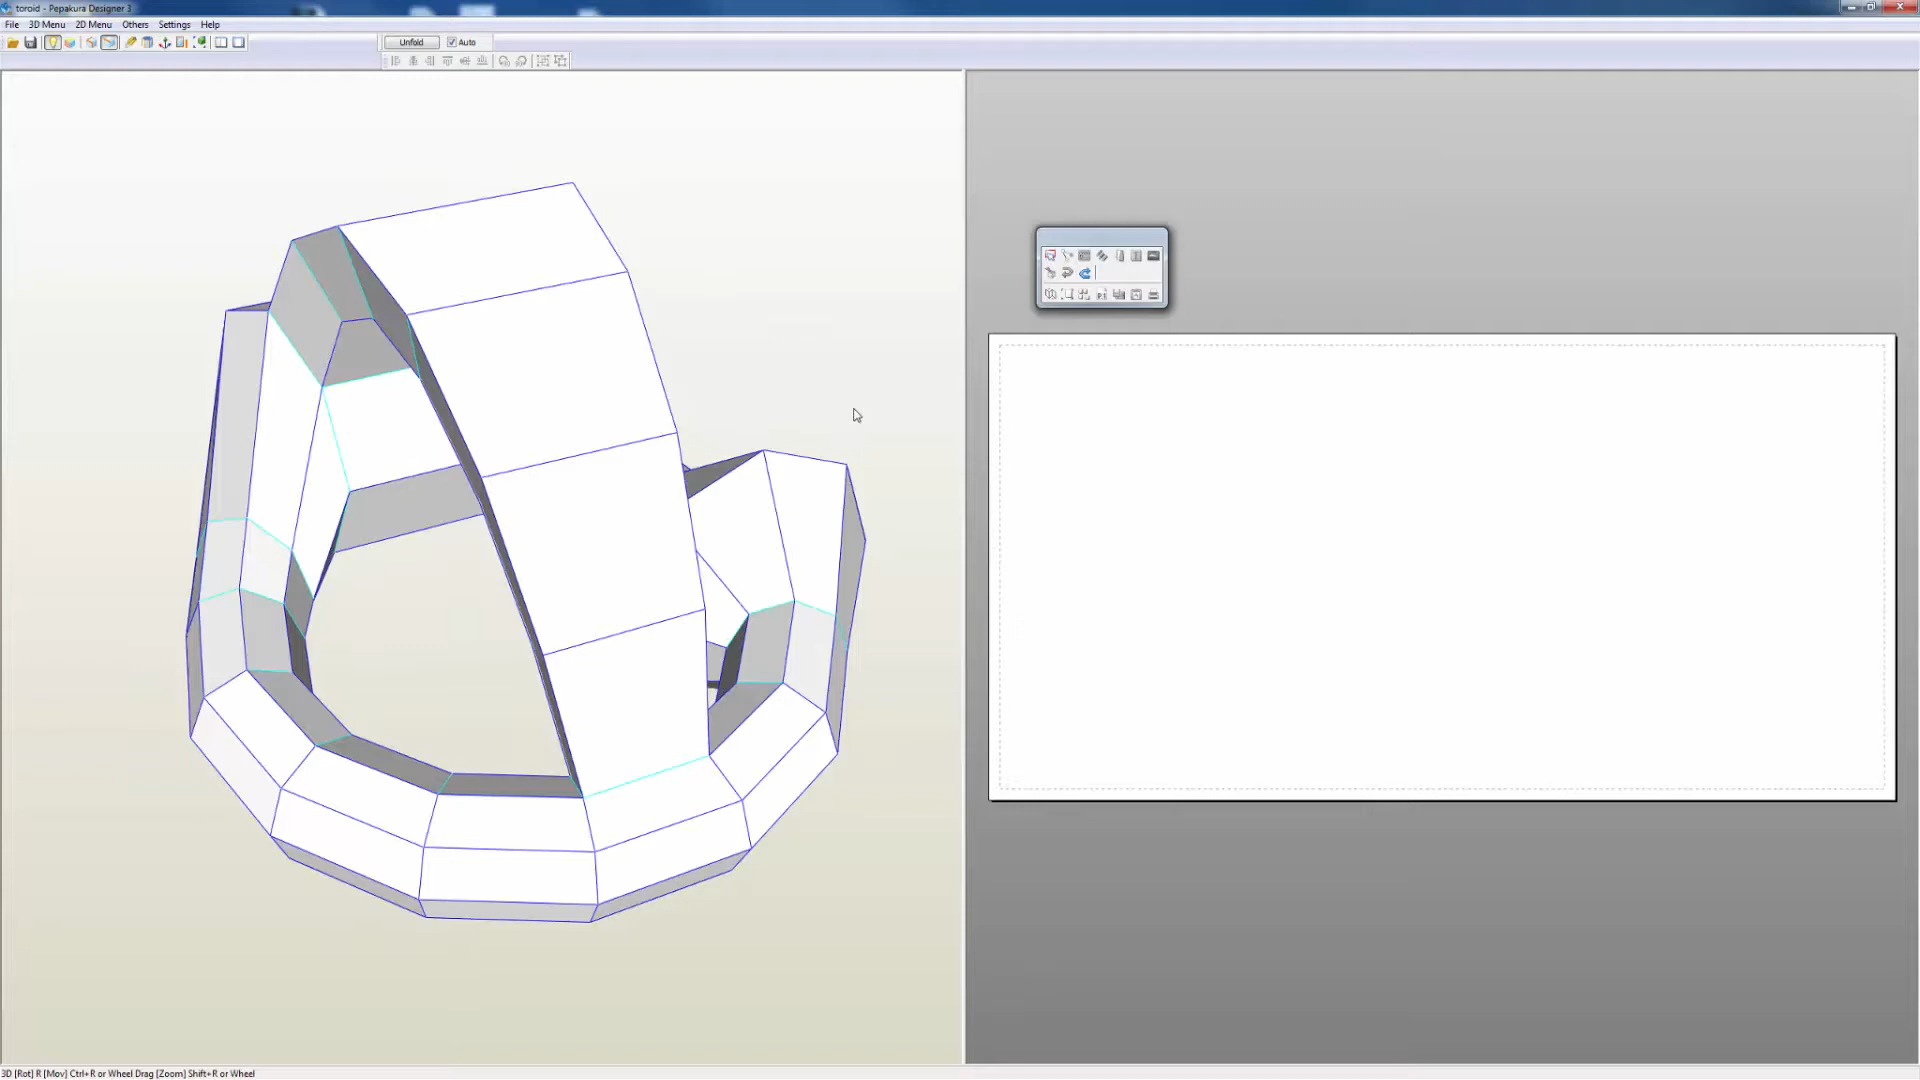 toroid - Pepakura Designer 3
File 3D Menu 2D Menu Others Settings Help
Unfold Auto
3D [Rot] R [Mov] Ctrl+R or Wheel Drag [Zoom] Shift+R or Wheel